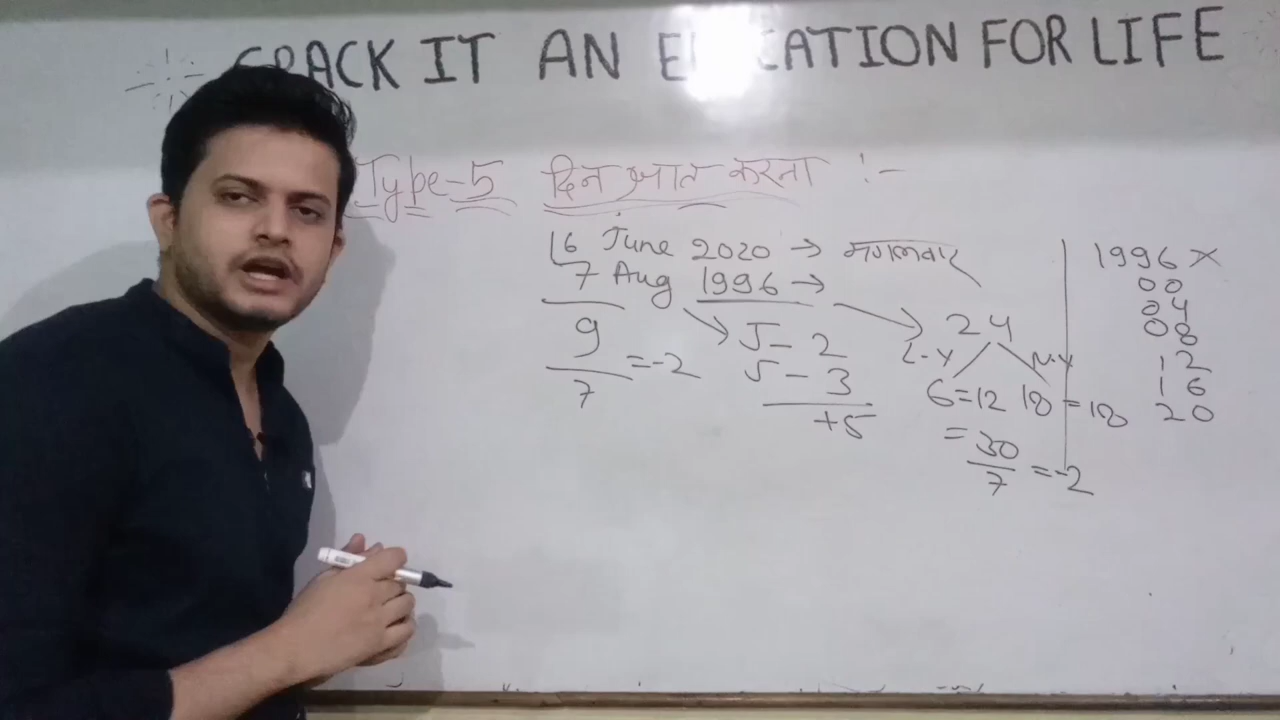 CRACK IT AN EDUCATION FOR LIFE
Type-5 दिन ज्ञात करना :-
16 June 2020 → मंगलवार
7 Aug 1996 →
9
7 =-2
J - 2
J - 3
+5
24
L.Y N.Y
6=12 18 = 18
= 30
7 =-2
1996 ×
00
04
08
12
16
20